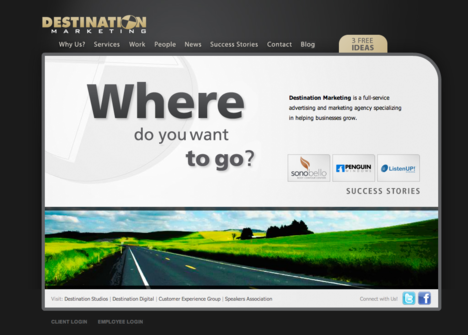 DESTINATION
MARKETING
Why Us? Services Work People News Success Stories Contact Blog
3 FREE
IDEAS
Where
do you want
to go?
Destination Marketing is a full-service
advertising and marketing agency specializing
in helping businesses grow.
sonobello
PENGUIN
ListenUP!
SUCCESS STORIES
Visit: Destination Studios | Destination Digital | Customer Experience Group | Speakers Association
Connect with Us!
CLIENT LOGIN EMPLOYEE LOGIN